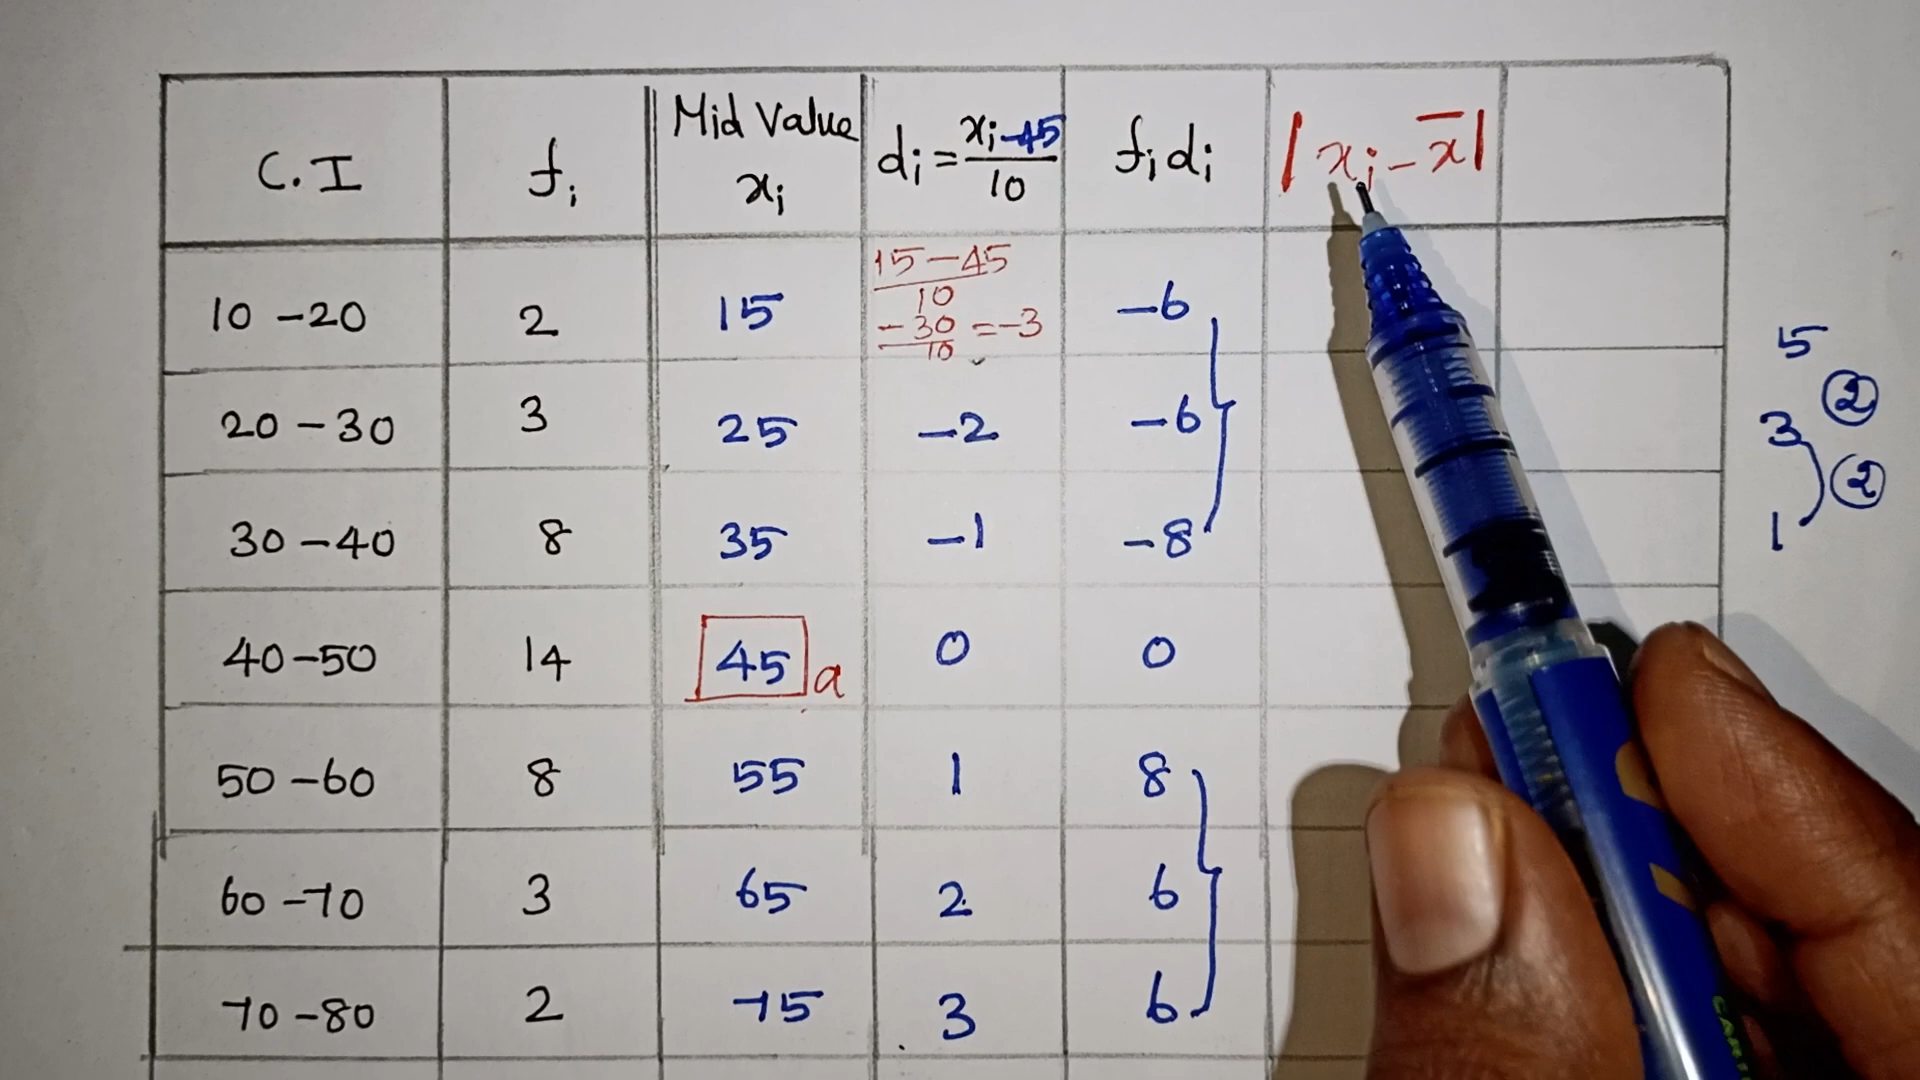 C.I fᵢ Mid Value xᵢ dᵢ = xᵢ-45/10 fᵢdᵢ |xᵢ-x̅|
10-20 2 15 15-45/10 -30/10 = -3 -6
20-30 3 25 -2 -6
30-40 8 35 -1 -8
40-50 14 45 a 0 0
50-60 8 55 1 8
60-70 3 65 2 6
70-80 2 75 3 6
5
2
3
2
1